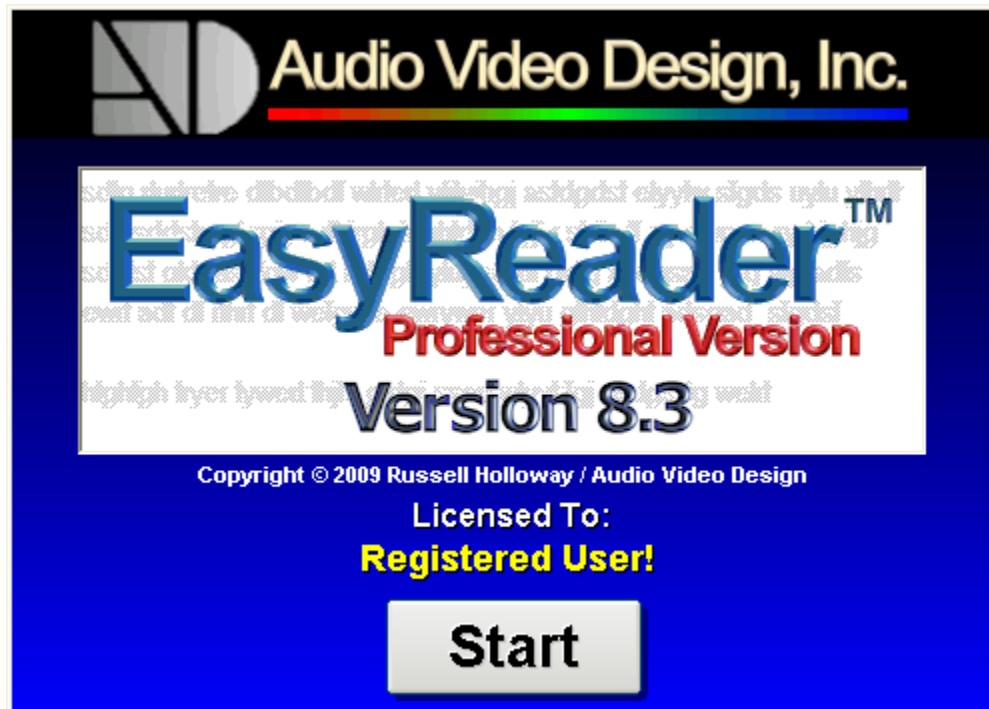 Audio Video Design, Inc.
EasyReader™
Professional Version
Version 8.3
Copyright © 2009 Russell Holloway / Audio Video Design
Licensed To:
Registered User!
Start